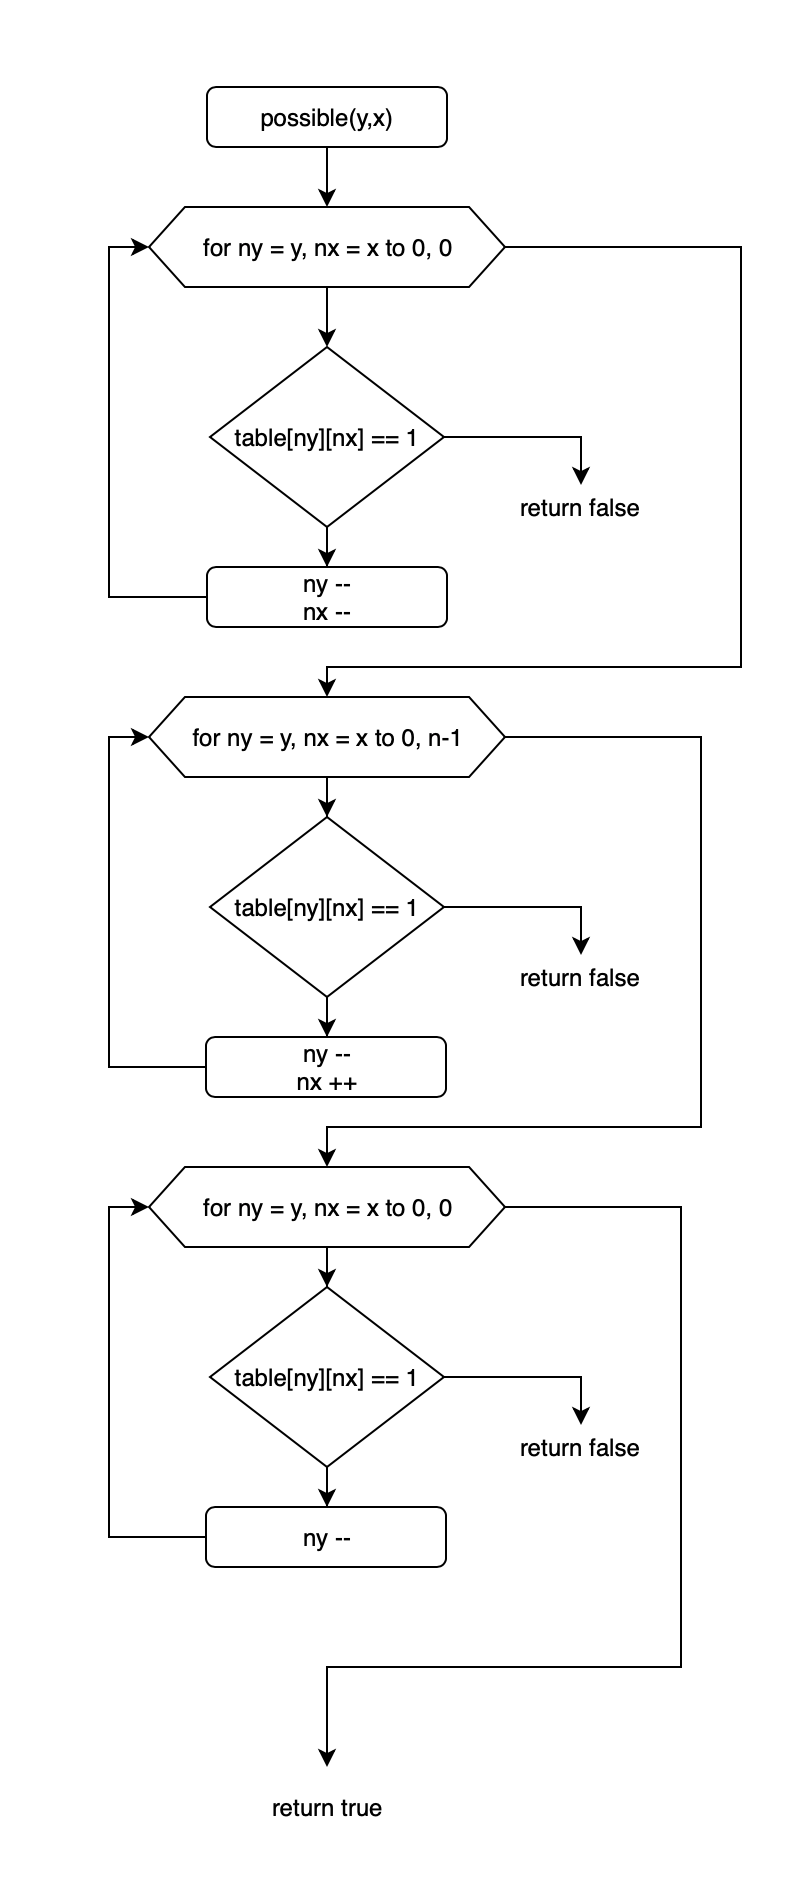 possible(y,x)
for ny = y, nx = x to 0, 0
table[ny][nx] == 1
return false
ny --
nx --
for ny = y, nx = x to 0, n-1
table[ny][nx] == 1
return false
ny --
nx ++
for ny = y, nx = x to 0, 0
table[ny][nx] == 1
return false
ny --
return true